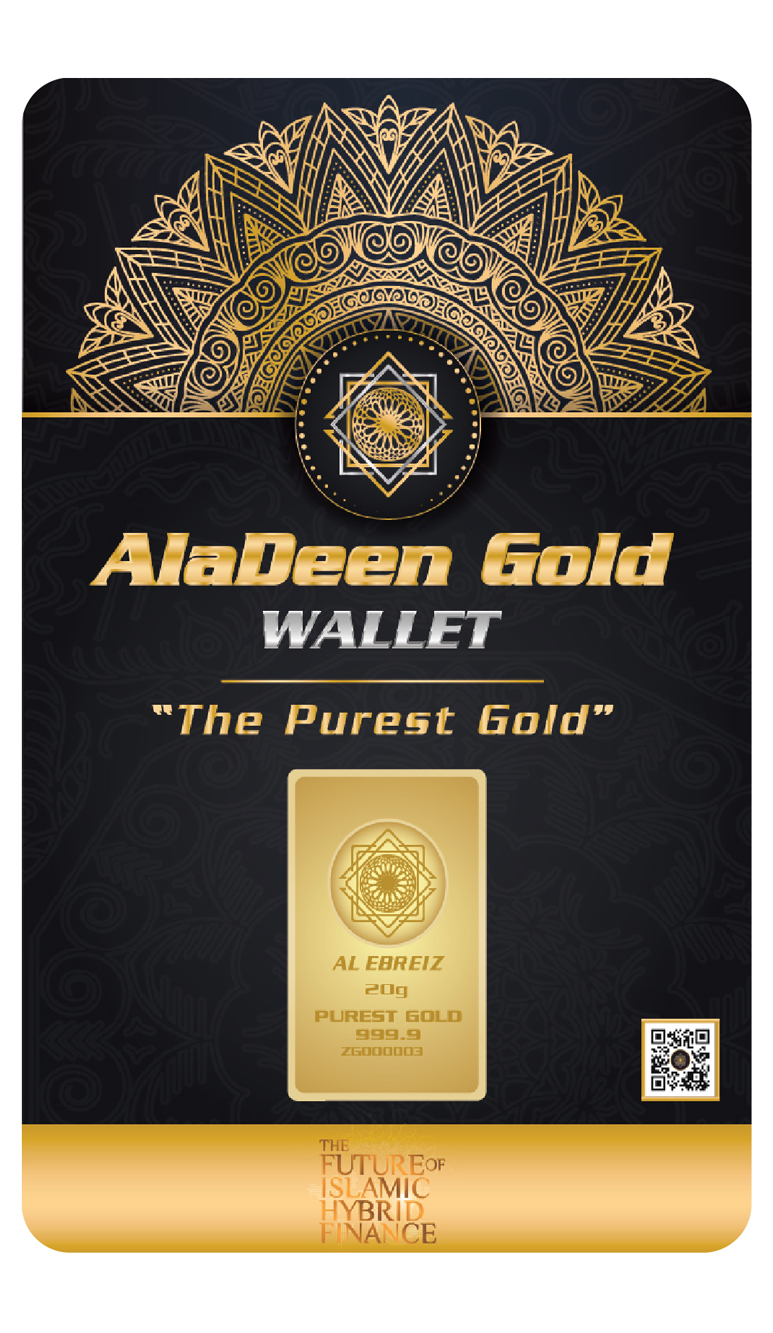 AlaDeen Gold
WALLET
"The Purest Gold"
AL EBREIZ
20g
PUREST GOLD
999.9
ZG000003
THE
FUTURE OF
ISLAMIC
HYBRID
FINANCE